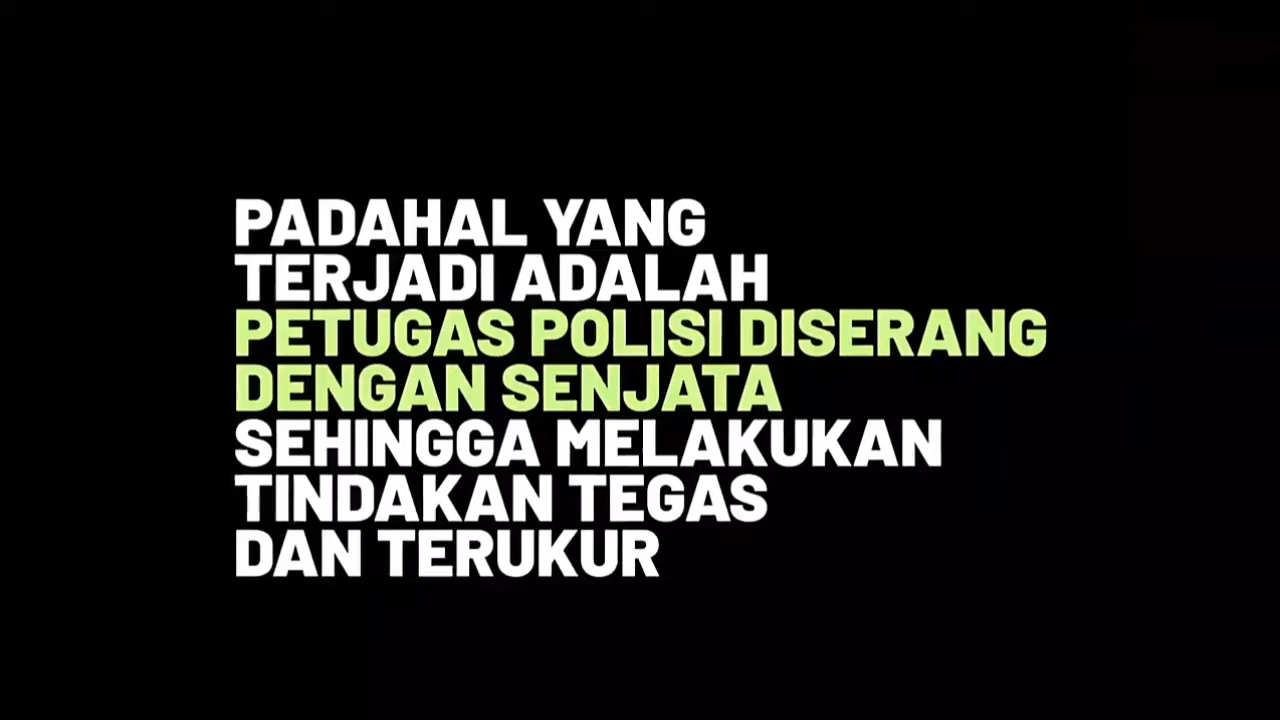 PADAHAL YANG
TERJADI ADALAH
PETUGAS POLISI DISERANG
DENGAN SENJATA
SEHINGGA MELAKUKAN
TINDAKAN TEGAS
DAN TERUKUR